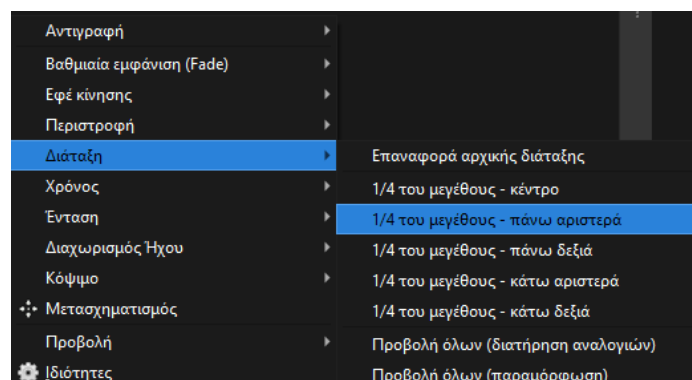 Αντιγραφή
Βαθμιαία εμφάνιση (Fade)
Εφέ κίνησης
Περιστροφή
Διάταξη
Χρόνος
Ένταση
Διαχωρισμός Ήχου
Κόψιμο
Μετασχηματισμός
Προβολή
Ιδιότητες
Επαναφορά αρχικής διάταξης
1/4 του μεγέθους - κέντρο
1/4 του μεγέθους - πάνω αριστερά
1/4 του μεγέθους - πάνω δεξιά
1/4 του μεγέθους - κάτω αριστερά
1/4 του μεγέθους - κάτω δεξιά
Προβολή όλων (διατήρηση αναλογιών)
Προβολή όλων (παραμόρφωση)